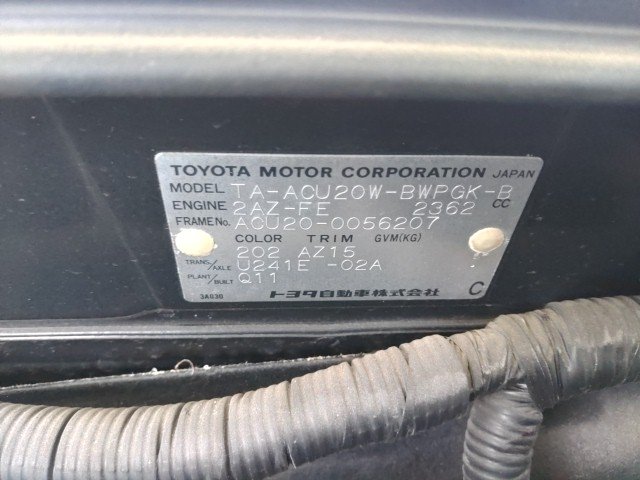 TOYOTA MOTOR CORPORATION JAPAN
MODEL TA-ACU20W-BWPGK-B
ENGINE 2AZ-FE 2362 CC
FRAME No. ACU20-0056207
COLOR TRIM GVM(KG)
202 AZ15
TRANS./AXLE U241E -02A
PLANT/BUILT Q11
3A030 トヨタ自動車株式会社 C